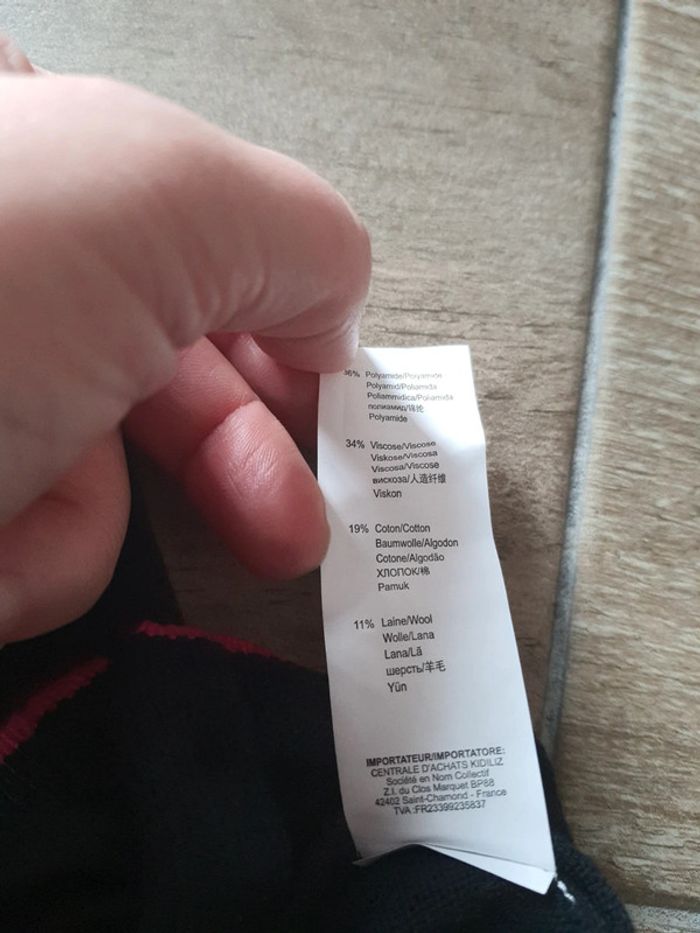 36% Polyamide/Polyamide
Polyamid/Poliamida
Poliammidica/Poliamida
полиамид/锦纶
Polyamide
34% Viscose/Viscose
Viskose/Viscosa
Viscosa/Viscose
вискоза/人造纤维
Viskon
19% Coton/Cotton
Baumwolle/Algodon
Cotone/Algodão
ХЛОПОК/棉
Pamuk
11% Laine/Wool
Wolle/Lana
Lana/Lã
шерсть/羊毛
Yün
IMPORTATEUR/IMPORTATORE:
CENTRALE D'ACHATS KIDILIZ
Société en Nom Collectif
Z.I. du Clos Marquet BP88
42402 Saint-Chamond - France
TVA :FR23399235837